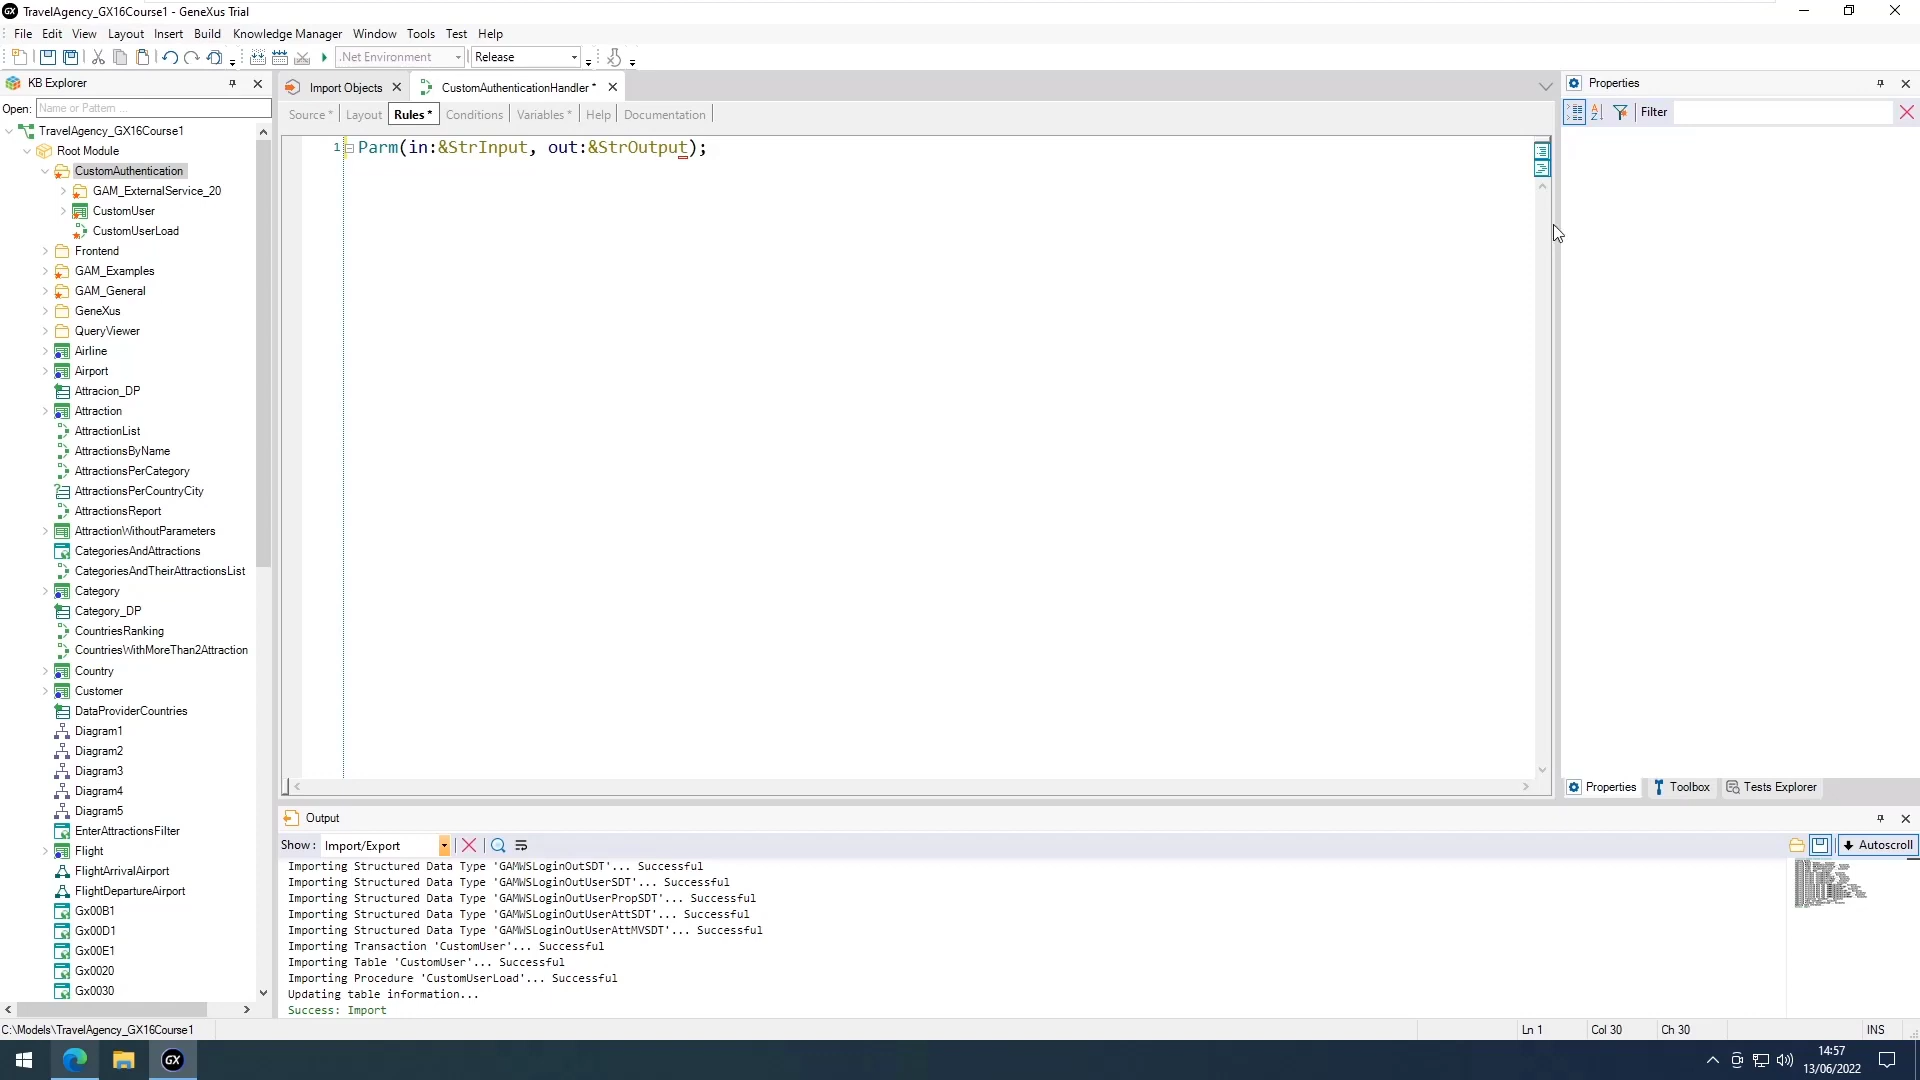 TravelAgency_GX16Course1 - GeneXus Trial
File Edit View Layout Insert Build Knowledge Manager Window Tools Test Help
.Net Environment Release
KB Explorer
Open: Name or Pattern ...
TravelAgency_GX16Course1
Root Module
CustomAuthentication
GAM_ExternalService_20
CustomUser
CustomUserLoad
Frontend
GAM_Examples
GAM_General
GeneXus
QueryViewer
Airline
Airport
Attracion_DP
Attraction
AttractionList
AttractionsByName
AttractionsPerCategory
AttractionsPerCountryCity
AttractionsReport
AttractionWithoutParameters
CategoriesAndAttractions
CategoriesAndTheirAttractionsList
Category
Category_DP
CountriesRanking
CountriesWithMoreThan2Attraction
Country
Customer
DataProviderCountries
Diagram1
Diagram2
Diagram3
Diagram4
Diagram5
EnterAttractionsFilter
Flight
FlightArrivalAirport
FlightDepartureAirport
Gx00B1
Gx00D1
Gx00E1
Gx0020
Gx0030
Import Objects CustomAuthenticationHandler *
Source * Layout Rules * Conditions Variables * Help Documentation
1 Parm(in:&StrInput, out:&StrOutput);
Properties
Filter
Properties Toolbox Tests Explorer
Output
Show: Import/Export
Autoscroll
Importing Structured Data Type 'GAMWSLoginOutSDT'... Successful
Importing Structured Data Type 'GAMWSLoginOutUserSDT'... Successful
Importing Structured Data Type 'GAMWSLoginOutUserPropSDT'... Successful
Importing Structured Data Type 'GAMWSLoginOutUserAttSDT'... Successful
Importing Structured Data Type 'GAMWSLoginOutUserAttMVSDT'... Successful
Importing Transaction 'CustomUser'... Successful
Importing Table 'CustomUser'... Successful
Importing Procedure 'CustomUserLoad'... Successful
Updating table information...
Success: Import
C:\Models\TravelAgency_GX16Course1 Ln 1 Col 30 Ch 30 INS
GX
14:57
13/06/2022